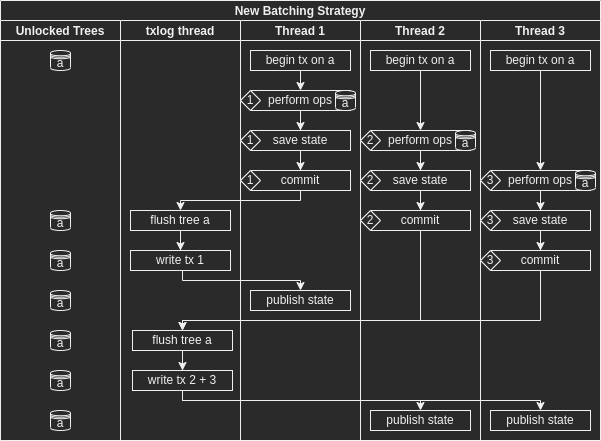 New Batching Strategy
Unlocked Trees txlog thread Thread 1 Thread 2 Thread 3
a begin tx on a begin tx on a begin tx on a
1 perform ops a
1 save state 2 perform ops a
1 commit 2 save state 3 perform ops a
a flush tree a 2 commit 3 save state
a write tx 1 3 commit
a publish state
a flush tree a
a write tx 2 + 3
a publish state publish state